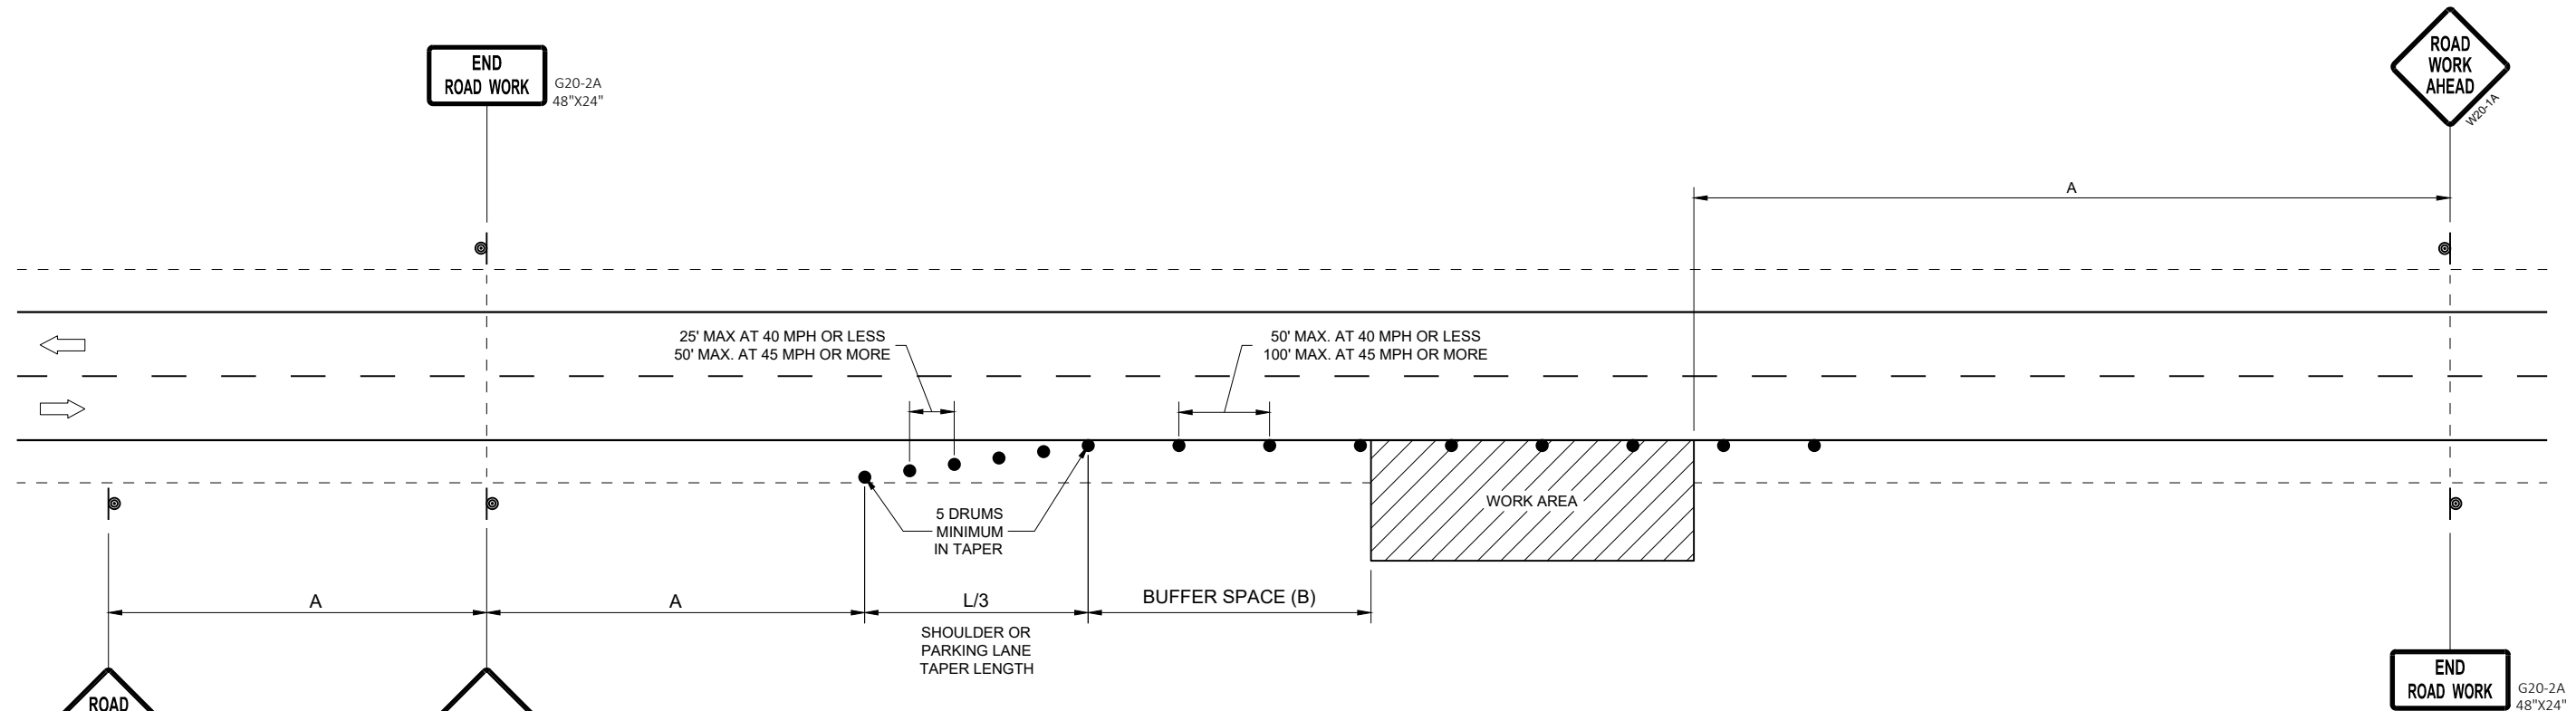 ROAD
WORK
AHEAD
W20-1A
END
ROAD WORK
G20-2A
48"X24"
A
25' MAX AT 40 MPH OR LESS
50' MAX. AT 45 MPH OR MORE
50' MAX. AT 40 MPH OR LESS
100' MAX. AT 45 MPH OR MORE
WORK AREA
5 DRUMS
MINIMUM
IN TAPER
A
A
L/3
BUFFER SPACE (B)
SHOULDER OR
PARKING LANE
TAPER LENGTH
END
ROAD WORK
G20-2A
48"X24"
ROAD